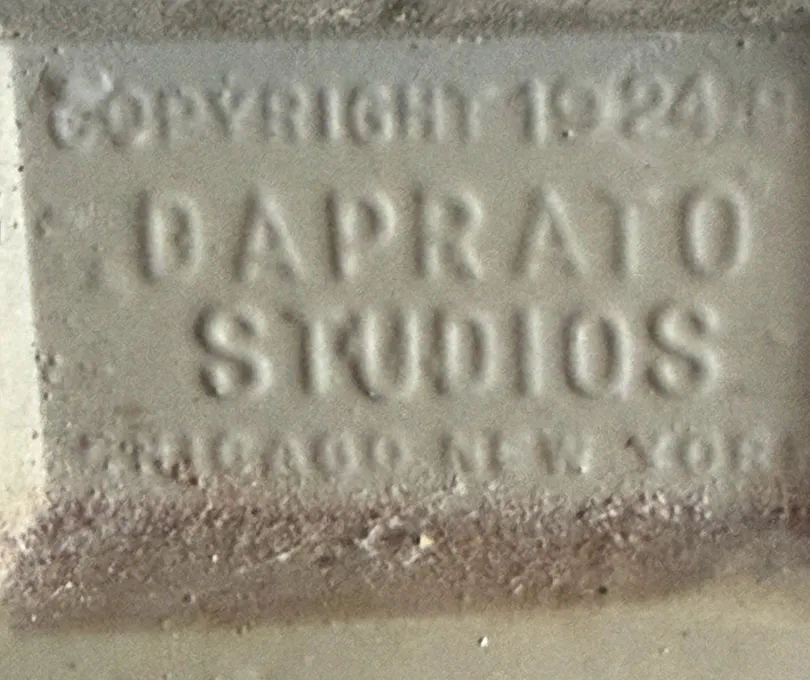 COPYRIGHT 1924
DAPRATO
STUDIOS
CHICAGO NEW YORK